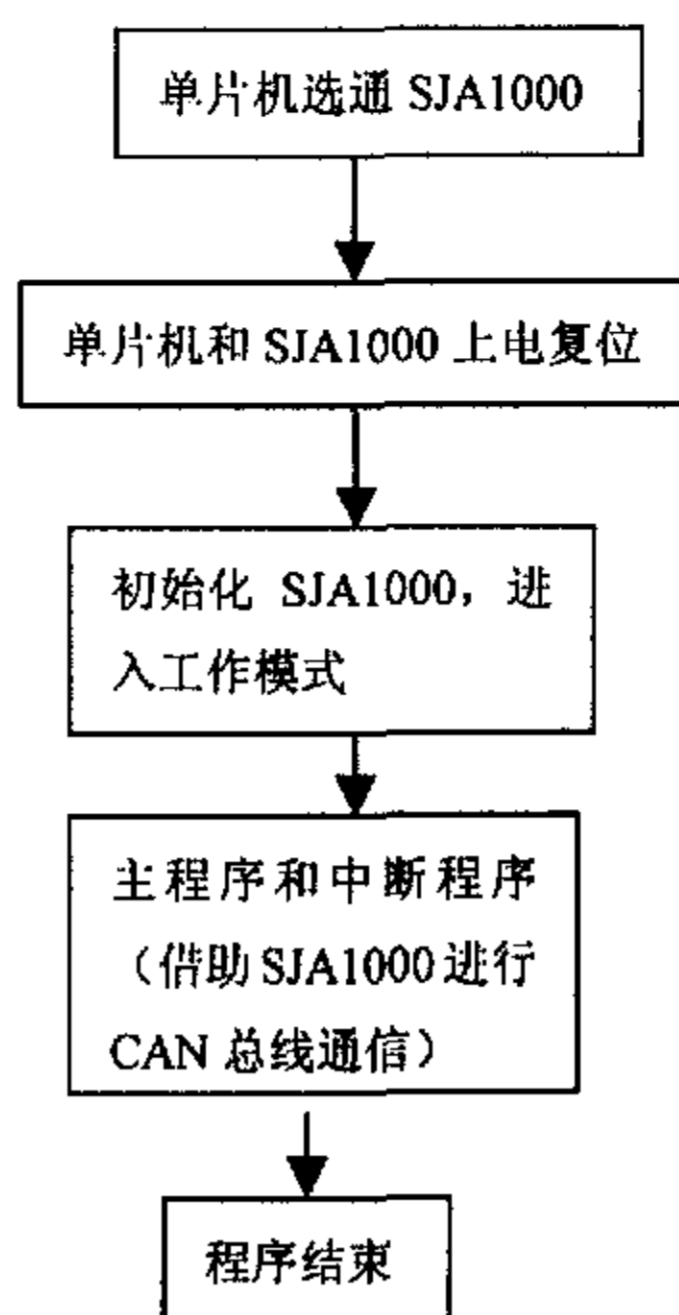 单片机选通 SJA1000
单片机和 SJA1000 上电复位
初始化 SJA1000，进
入工作模式
主程序和中断程序
（借助 SJA1000 进行
CAN 总线通信）
程序结束